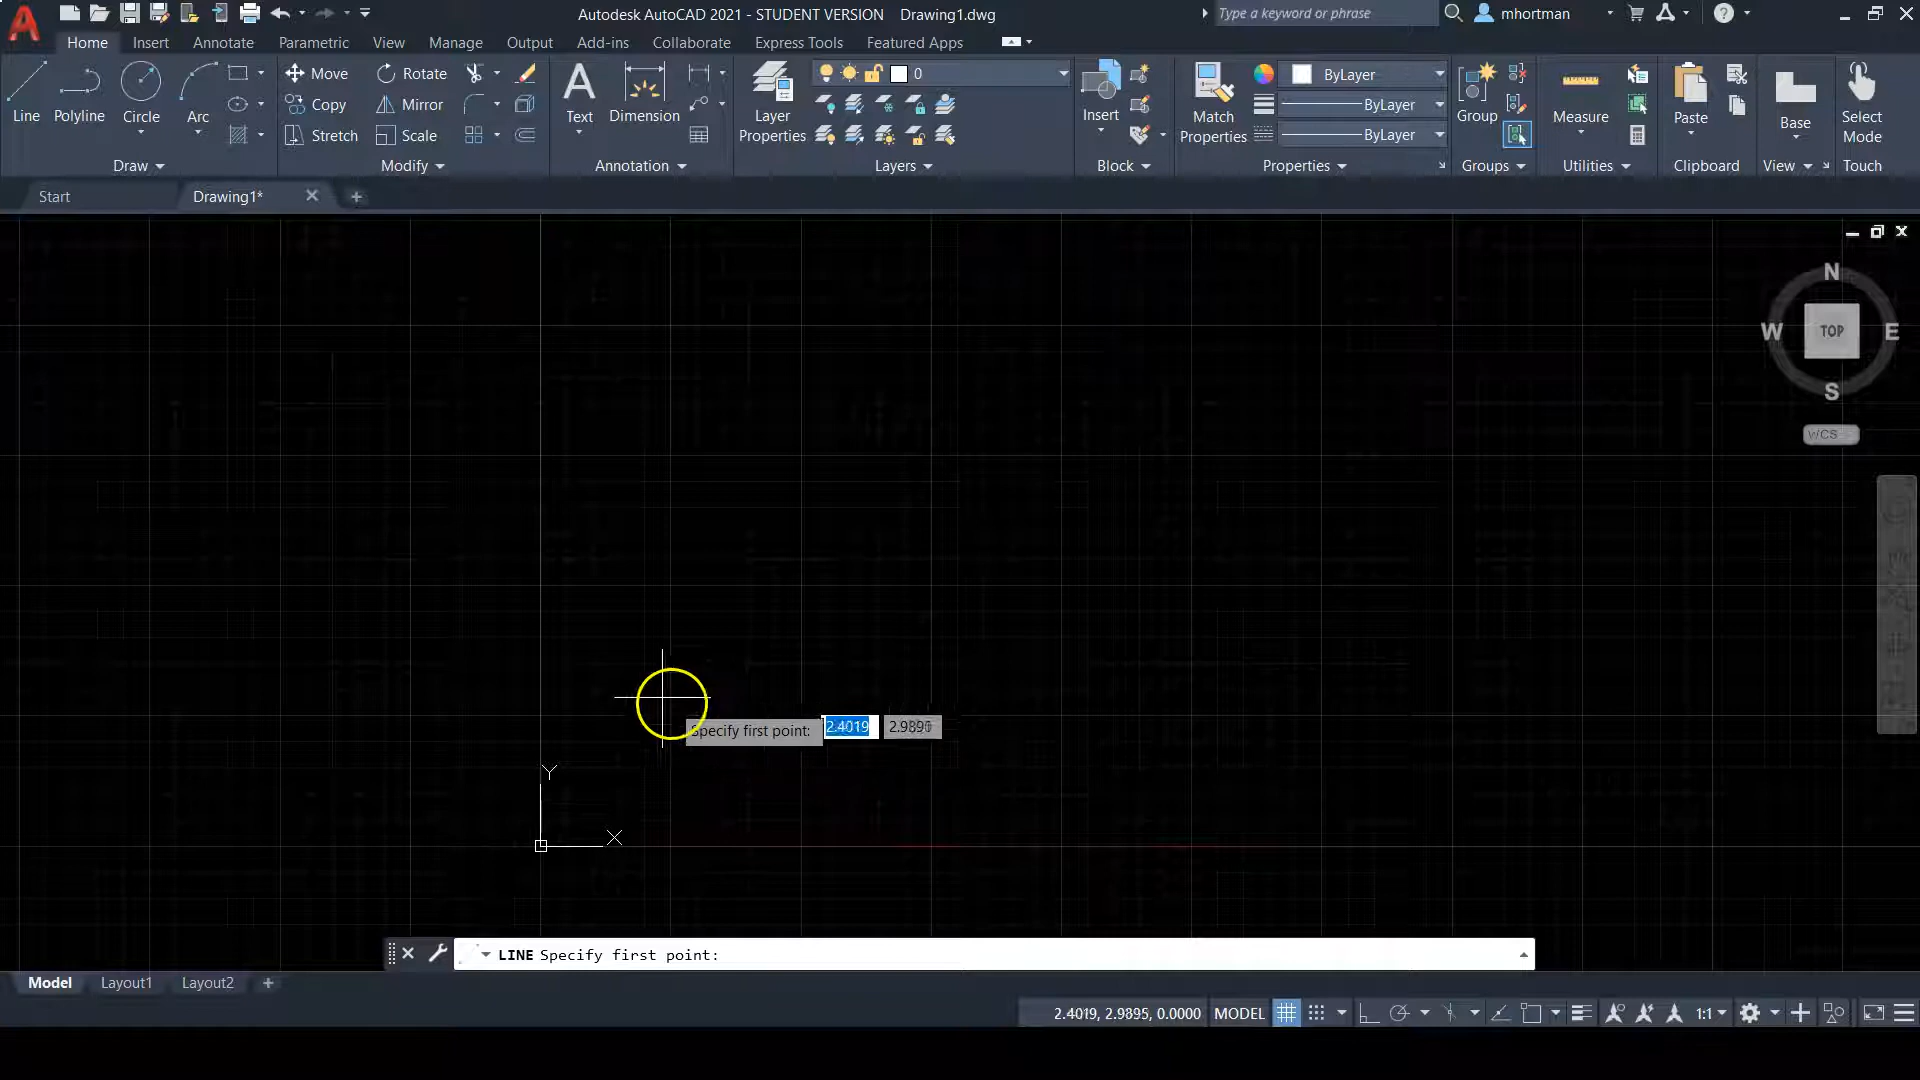 Autodesk AutoCAD 2021 - STUDENT VERSION Drawing1.dwg
Type a keyword or phrase
mhortman
Home Insert Annotate Parametric View Manage Output Add-ins Collaborate Express Tools Featured Apps
Line Polyline Circle Arc
Move Rotate
Copy Mirror
Stretch Scale
Text Dimension
Layer Properties
0
Insert
Match Properties
ByLayer
ByLayer
ByLayer
Group
Measure
Paste
Base
Select Mode
Draw Modify Annotation Layers Block Properties Groups Utilities Clipboard View Touch
Start Drawing1*
N
W TOP E
S
WCS
Specify first point: 2.4019
Y
X
LINE Specify first point:
Model Layout1 Layout2
2.4019, 2.9895, 0.0000 MODEL 1:1